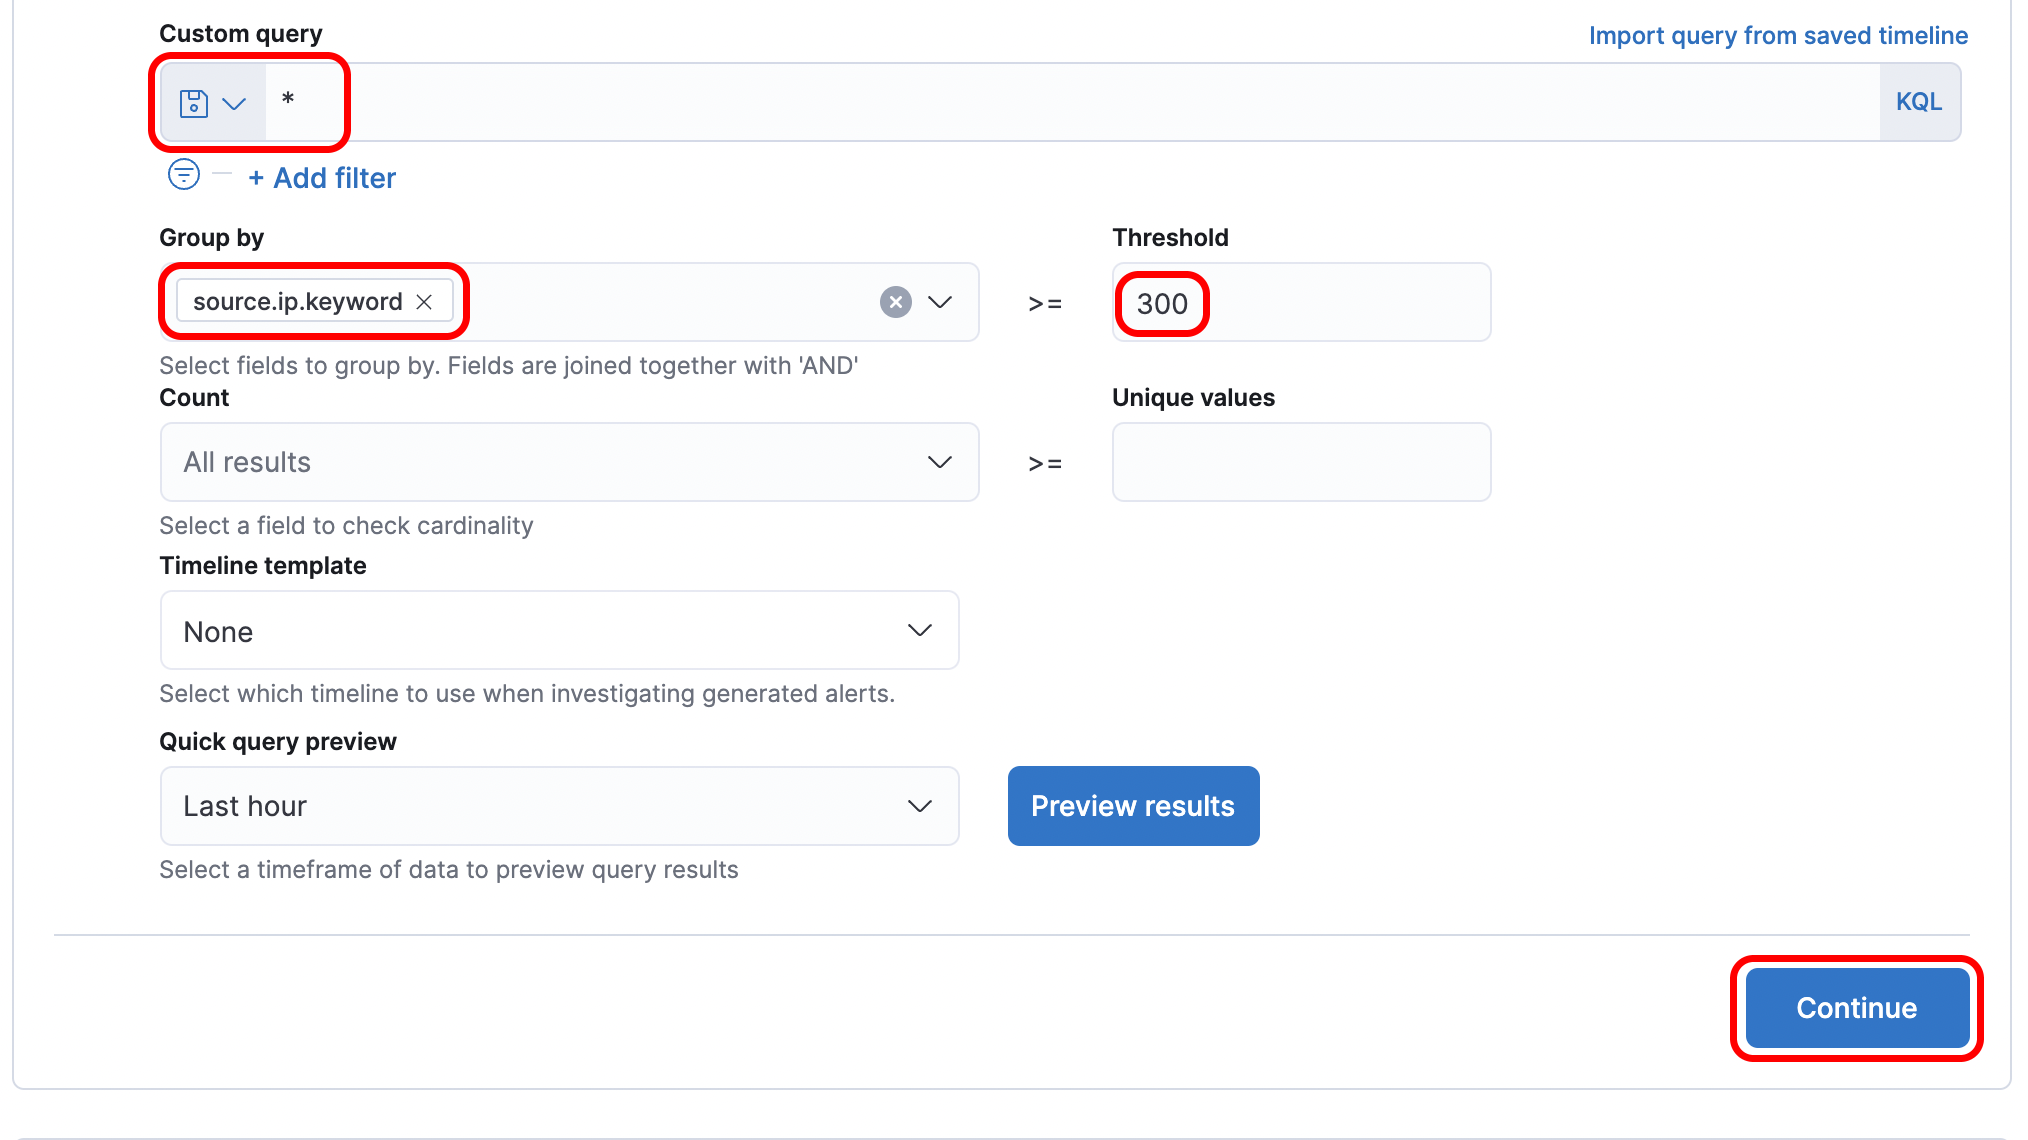 Custom query
Import query from saved timeline
*
KQL
+ Add filter
Group by
Threshold
source.ip.keyword
>=
300
Select fields to group by. Fields are joined together with 'AND'
Count
Unique values
All results
>=
Select a field to check cardinality
Timeline template
None
Select which timeline to use when investigating generated alerts.
Quick query preview
Last hour
Preview results
Select a timeframe of data to preview query results
Continue